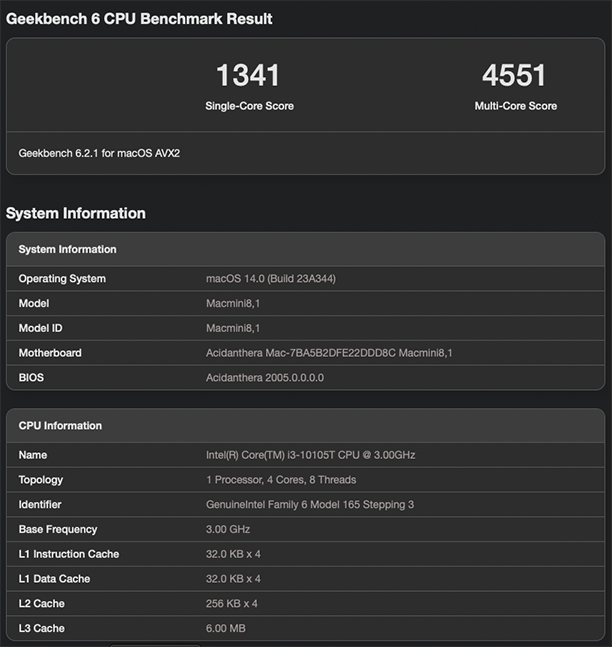 Geekbench 6 CPU Benchmark Result
1341 4551
Single-Core Score Multi-Core Score
Geekbench 6.2.1 for macOS AVX2
System Information
System Information
Operating System macOS 14.0 (Build 23A344)
Model Macmini8,1
Model ID Macmini8,1
Motherboard Acidanthera Mac-7BA5B2DFE22DDD8C Macmini8,1
BIOS Acidanthera 2005.0.0.0.0
CPU Information
Name Intel(R) Core(TM) i3-10105T CPU @ 3.00GHz
Topology 1 Processor, 4 Cores, 8 Threads
Identifier GenuineIntel Family 6 Model 165 Stepping 3
Base Frequency 3.00 GHz
L1 Instruction Cache 32.0 KB x 4
L1 Data Cache 32.0 KB x 4
L2 Cache 256 KB x 4
L3 Cache 6.00 MB